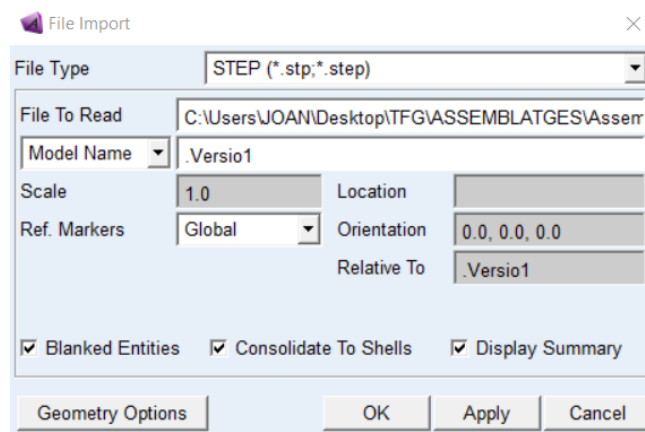 File Import
File Type STEP (*.stp;*.step)
File To Read C:\Users\JOAN\Desktop\TFG\ASSEMBLATGES\Assem
Model Name .Versio1
Scale 1.0 Location
Ref. Markers Global Orientation 0.0, 0.0, 0.0
Relative To .Versio1
Blanked Entities Consolidate To Shells Display Summary
Geometry Options OK Apply Cancel